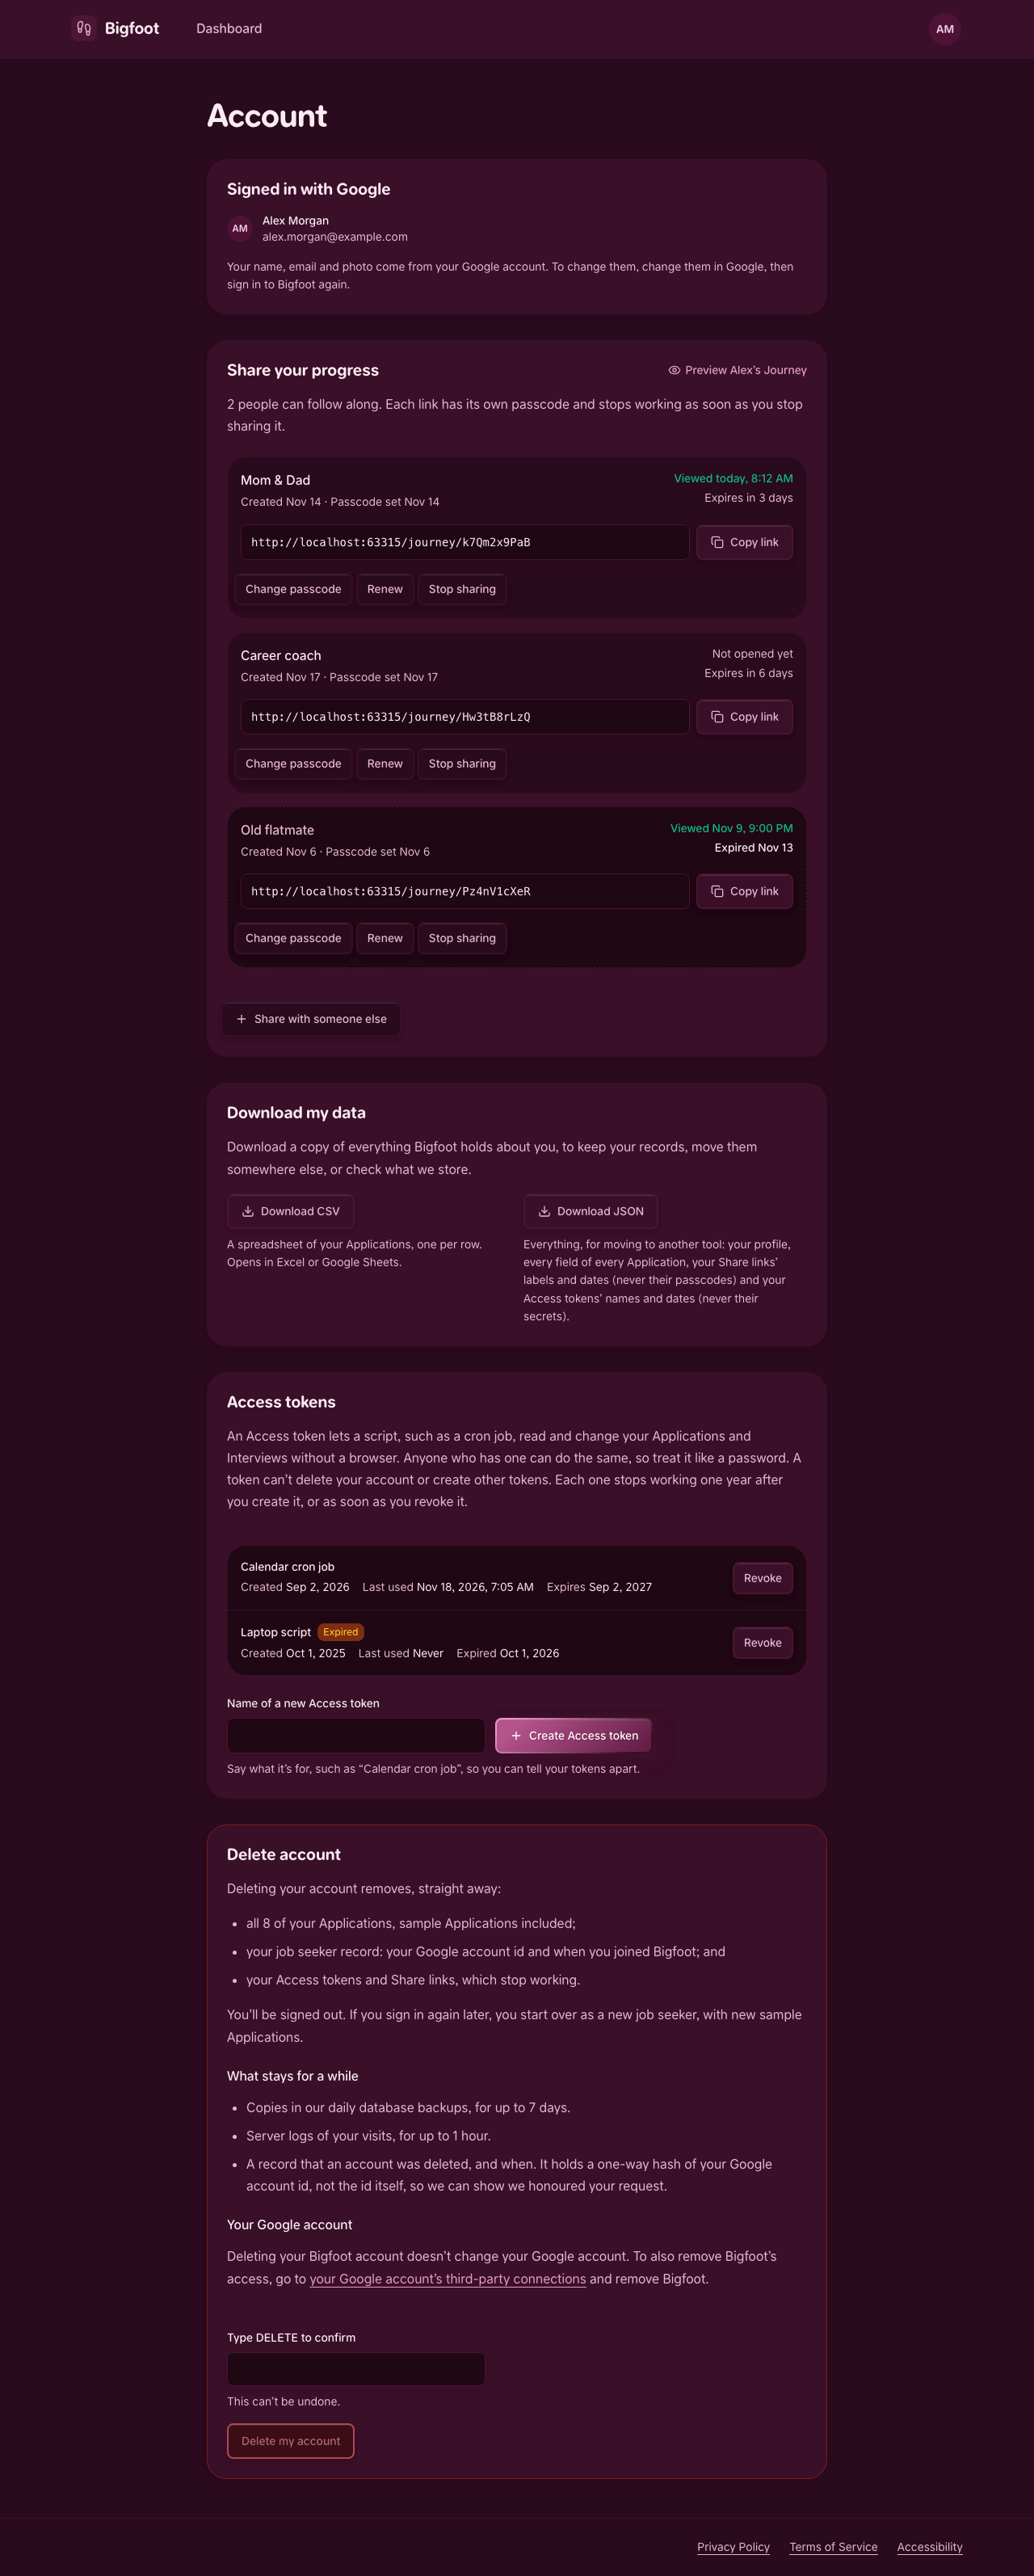 Bigfoot
Dashboard
AM
Account
Signed in with Google
AM
Alex Morgan
alex.morgan@example.com
Your name, email and photo come from your Google account. To change them, change them in Google, then
sign in to Bigfoot again.
Share your progress
Preview Alex's Journey
2 people can follow along. Each link has its own passcode and stops working as soon as you stop
sharing it.
Mom & Dad
Viewed today, 8:12 AM
Created Nov 14 · Passcode set Nov 14
Expires in 3 days
http://localhost:63315/journey/k7Qm2x9PaB
Copy link
Change passcode
Renew
Stop sharing
Career coach
Not opened yet
Created Nov 17 · Passcode set Nov 17
Expires in 6 days
http://localhost:63315/journey/Hw3tB8rLzQ
Copy link
Change passcode
Renew
Stop sharing
Old flatmate
Viewed Nov 9, 9:00 PM
Created Nov 6 · Passcode set Nov 6
Expired Nov 13
http://localhost:63315/journey/Pz4nV1cXeR
Copy link
Change passcode
Renew
Stop sharing
Share with someone else
Download my data
Download a copy of everything Bigfoot holds about you, to keep your records, move them
somewhere else, or check what we store.
Download CSV
A spreadsheet of your Applications, one per row.
Opens in Excel or Google Sheets.
Download JSON
Everything, for moving to another tool: your profile,
every field of every Application, your Share links'
labels and dates (never their passcodes) and your
Access tokens' names and dates (never their
secrets).
Access tokens
An Access token lets a script, such as a cron job, read and change your Applications and
Interviews without a browser. Anyone who has one can do the same, so treat it like a password. A
token can't delete your account or create other tokens. Each one stops working one year after
you create it, or as soon as you revoke it.
Calendar cron job
Created Sep 2, 2026 Last used Nov 18, 2026, 7:05 AM Expires Sep 2, 2027
Revoke
Laptop script Expired
Created Oct 1, 2025 Last used Never Expired Oct 1, 2026
Revoke
Name of a new Access token
Create Access token
Say what it's for, such as “Calendar cron job”, so you can tell your tokens apart.
Delete account
Deleting your account removes, straight away:
• all 8 of your Applications, sample Applications included;
• your job seeker record: your Google account id and when you joined Bigfoot; and
• your Access tokens and Share links, which stop working.
You'll be signed out. If you sign in again later, you start over as a new job seeker, with new sample
Applications.
What stays for a while
• Copies in our daily database backups, for up to 7 days.
• Server logs of your visits, for up to 1 hour.
• A record that an account was deleted, and when. It holds a one-way hash of your Google
account id, not the id itself, so we can show we honoured your request.
Your Google account
Deleting your Bigfoot account doesn't change your Google account. To also remove Bigfoot's
access, go to your Google account's third-party connections and remove Bigfoot.
Type DELETE to confirm
This can't be undone.
Delete my account
Privacy Policy
Terms of Service
Accessibility